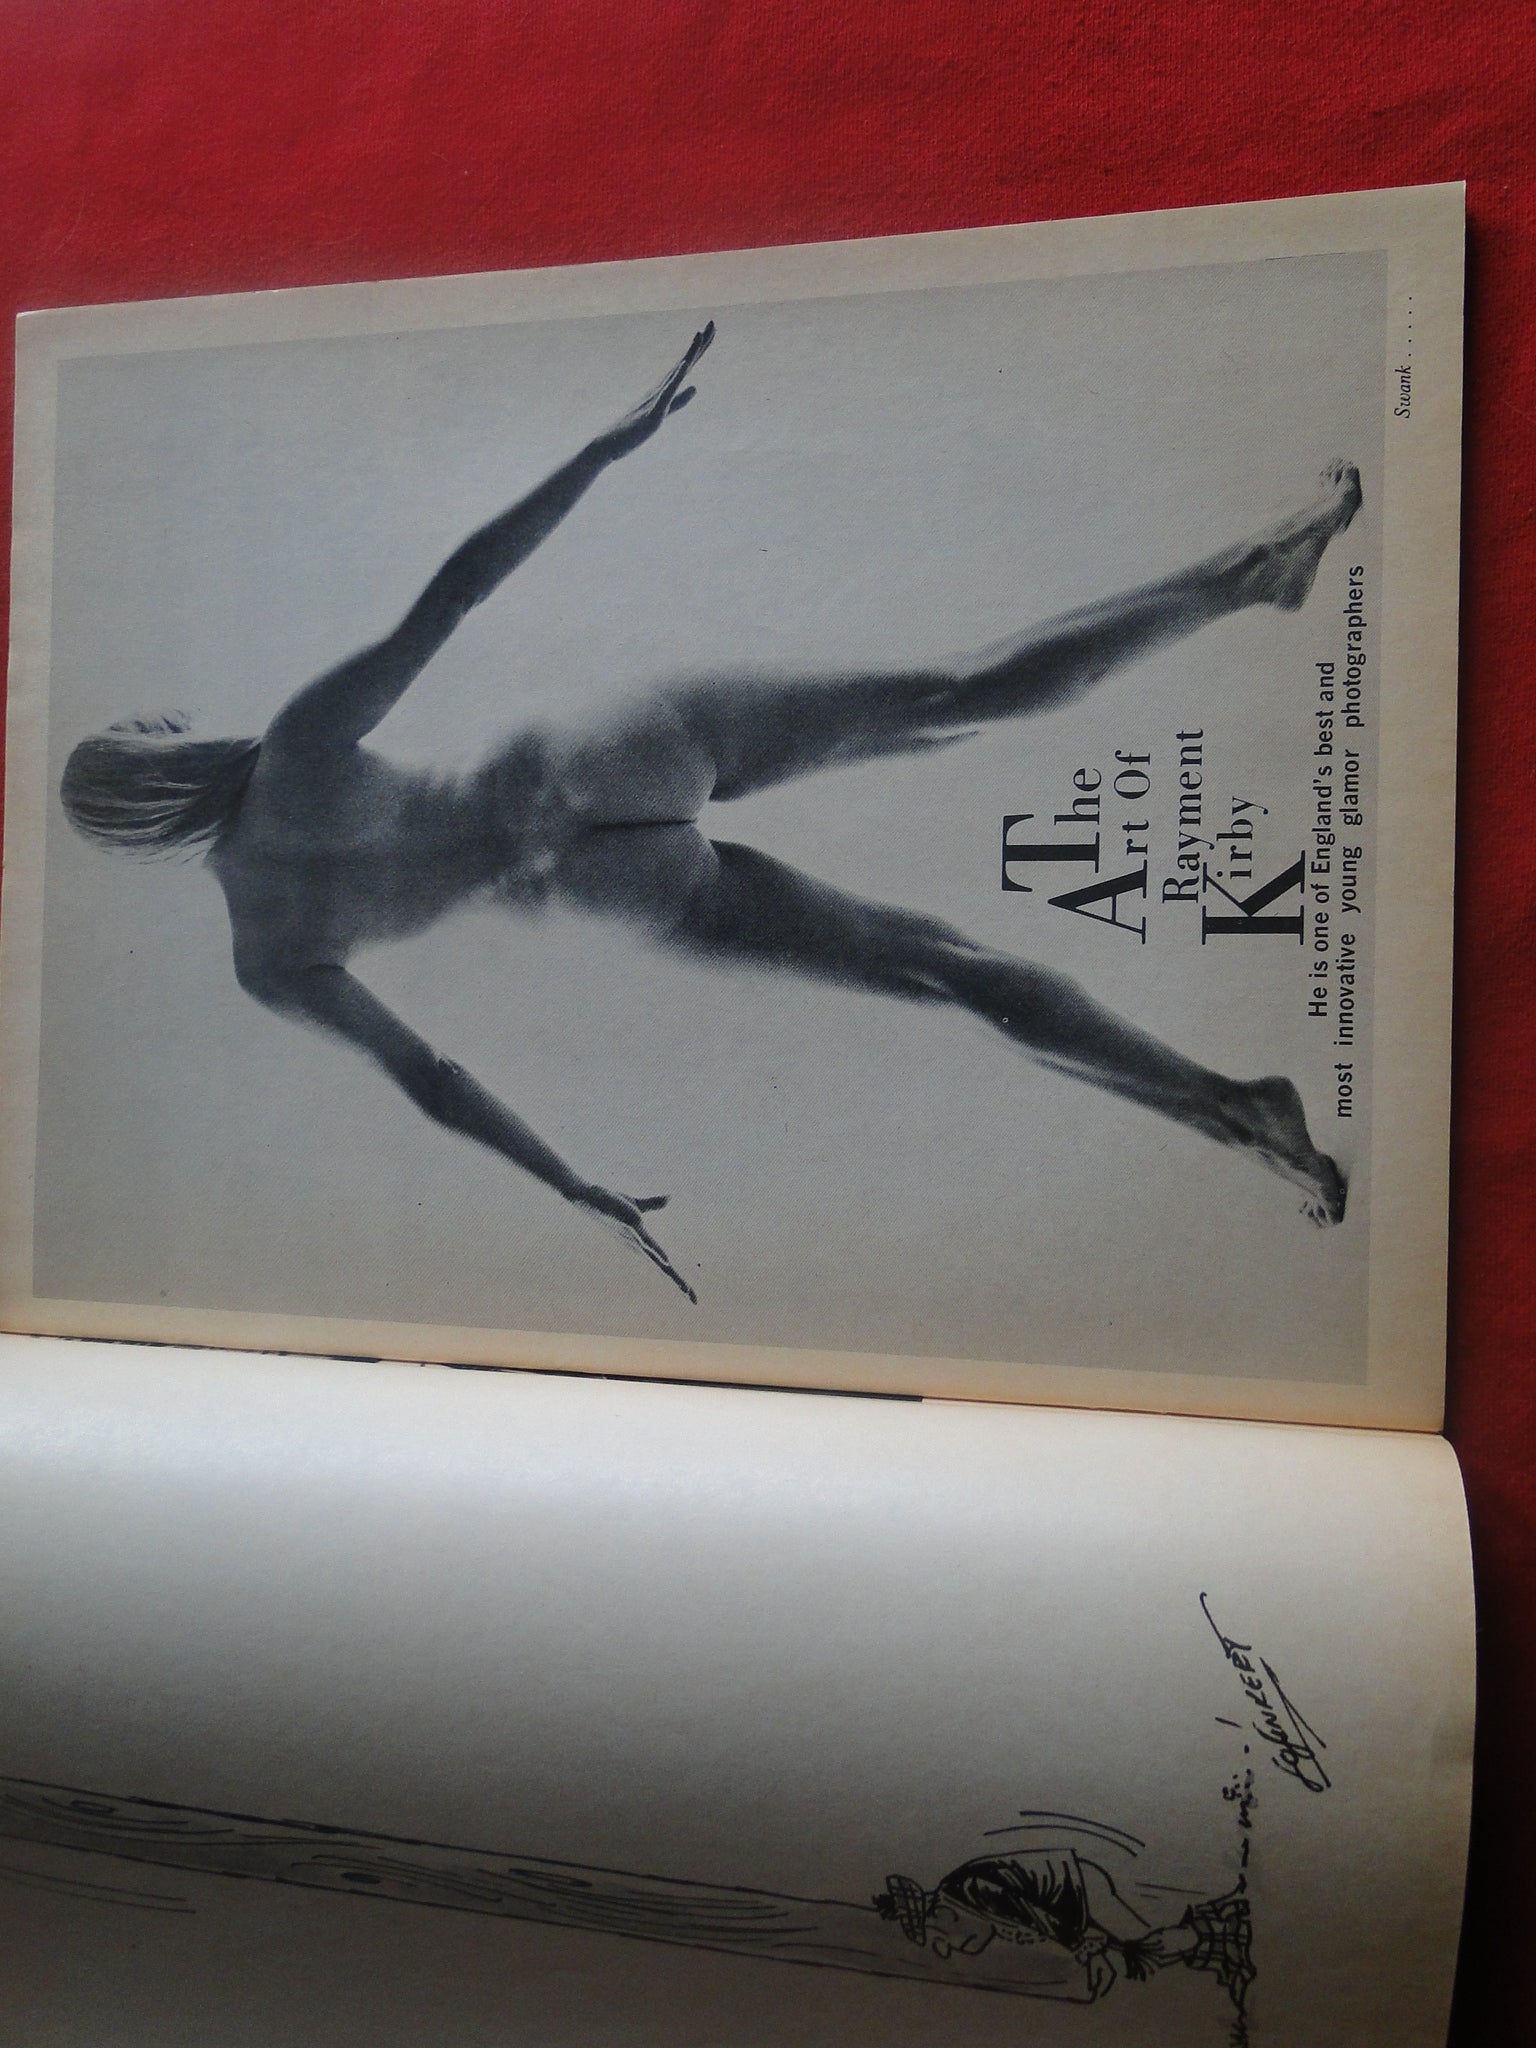 The
Art Of
Rayment
Kirby
He is one of England's best and
most innovative young glamor photographers
Swank......